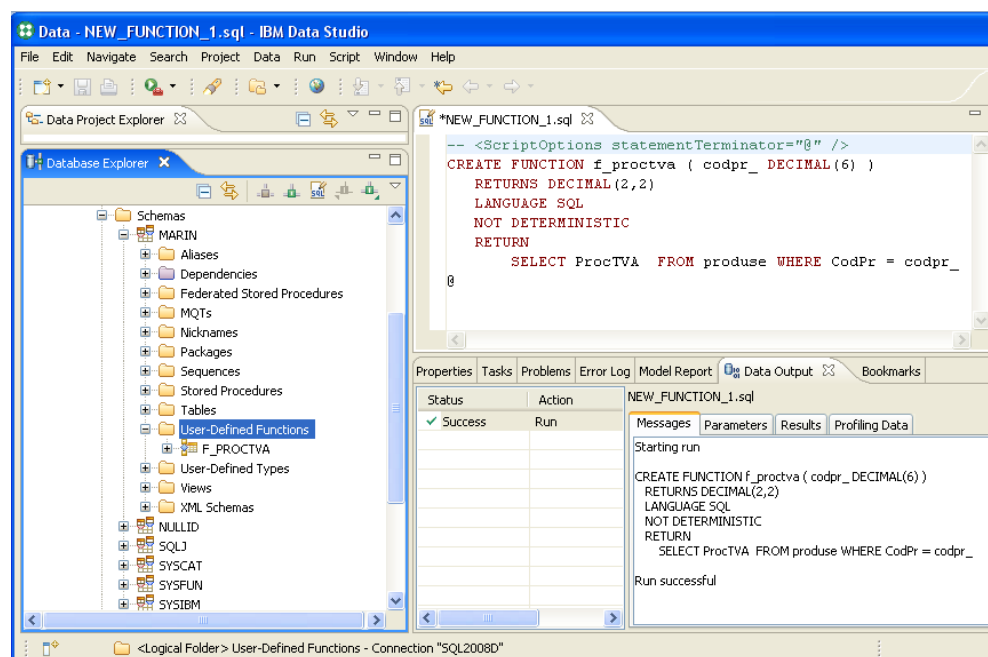 Data - NEW_FUNCTION_1.sql - IBM Data Studio
File Edit Navigate Search Project Data Run Script Window Help
Data Project Explorer
Database Explorer
Schemas
MARIN
Aliases
Dependencies
Federated Stored Procedures
MQTs
Nicknames
Packages
Sequences
Stored Procedures
Tables
User-Defined Functions
F_PROCTVA
User-Defined Types
Views
XML Schemas
NULLID
SQLJ
SYSCAT
SYSFUN
SYSIBM
*NEW_FUNCTION_1.sql
-- <ScriptOptions statementTerminator="@" />
CREATE FUNCTION f_proctva ( codpr_ DECIMAL(6) )
RETURNS DECIMAL(2,2)
LANGUAGE SQL
NOT DETERMINISTIC
RETURN
SELECT ProcTVA FROM produse WHERE CodPr = codpr_
@
Properties Tasks Problems Error Log Model Report Data Output Bookmarks
Status Action
Success Run
NEW_FUNCTION_1.sql
Messages Parameters Results Profiling Data
Starting run
CREATE FUNCTION f_proctva ( codpr_ DECIMAL(6) )
RETURNS DECIMAL(2,2)
LANGUAGE SQL
NOT DETERMINISTIC
RETURN
SELECT ProcTVA FROM produse WHERE CodPr = codpr_
Run successful
<Logical Folder> User-Defined Functions - Connection "SQL2008D"